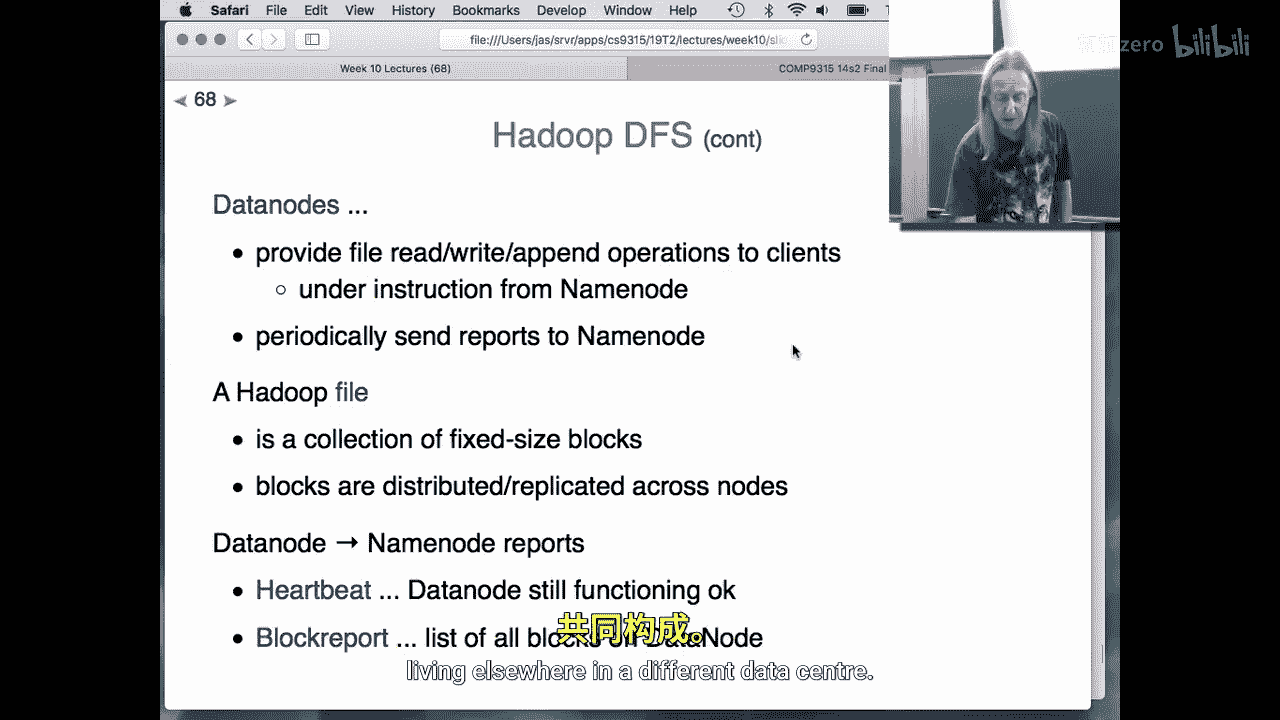 Safari File Edit View History Bookmarks Develop Window Help
file:///Users/jas/srvr/apps/cs9315/19T2/lectures/week10/slid
zero bilibili
Week 10 Lectures (68)
COMP9315 14s2 Final
68
Hadoop DFS (cont)
Datanodes ...
• provide file read/write/append operations to clients
○ under instruction from Namenode
• periodically send reports to Namenode
A Hadoop file
• is a collection of fixed-size blocks
• blocks are distributed/replicated across nodes
Datanode → Namenode reports
• Heartbeat ... Datanode still functioning ok
• Blockreport ... list of all blocks on DataNode
共同构成。
living elsewhere in a different data centre.